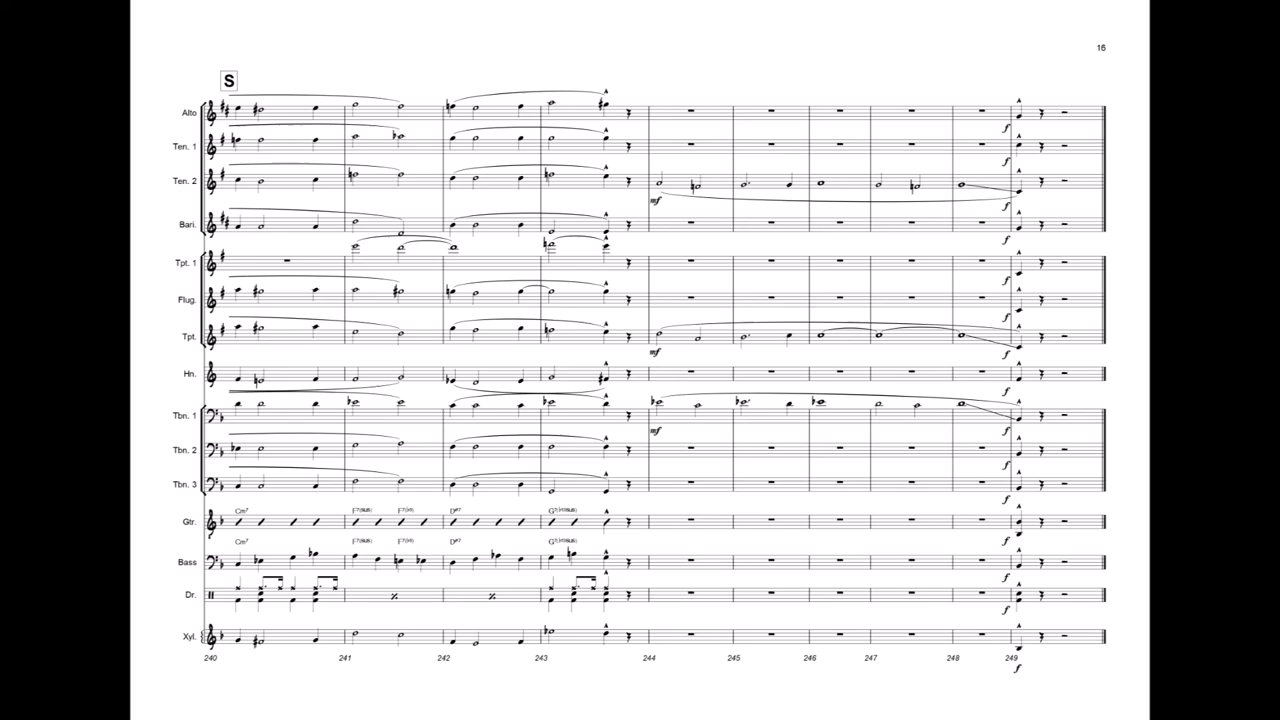 16
S
Alto
f
Ten. 1
f
Ten. 2
mf
f
Bari.
f
Tpt. 1
f
Flug.
f
Tpt.
mf
f
Hn.
f
Tbn. 1
mf
f
Tbn. 2
f
Tbn. 3
f
Cm7
Gtr.
f
Cm7
Bass
f
Dr.
f
Xyl.
240 241 242 243 244 245 246 247 248 249
f